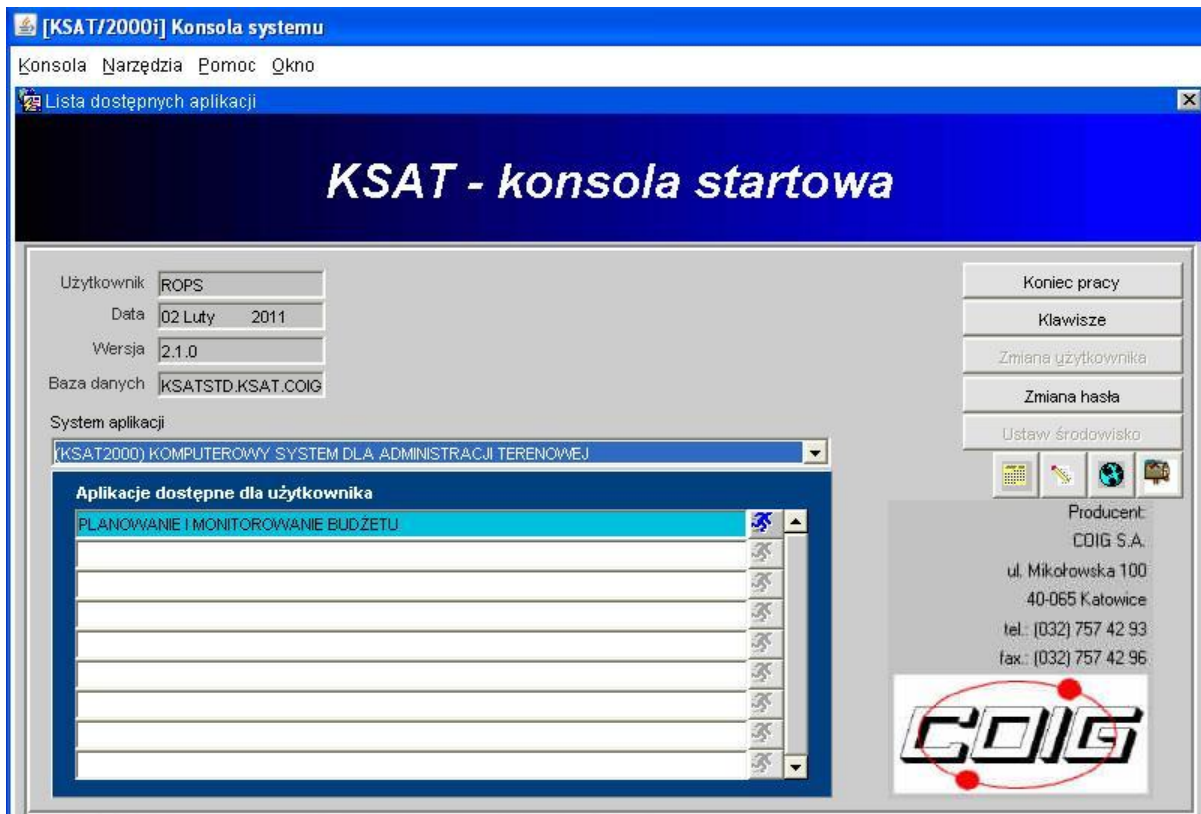 [KSAT/2000i] Konsola systemu
Konsola Narzędzia Pomoc Okno
Lista dostępnych aplikacji
KSAT - konsola startowa
Użytkownik ROPS
Data 02 Luty 2011
Wersja 2.1.0
Baza danych KSATSTD.KSAT.COIG
System aplikacji
(KSAT2000) KOMPUTEROWY SYSTEM DLA ADMINISTRACJI TERENOWEJ
Aplikacje dostępne dla użytkownika
PLANOWANIE I MONITOROWANIE BUDŻETU
Koniec pracy
Klawisze
Zmiana użytkownika
Zmiana hasła
Ustaw środowisko
Producent:
COIG S.A.
ul. Mikołowska 100
40-065 Katowice
tel.: (032) 757 42 93
fax.: (032) 757 42 96
COIG